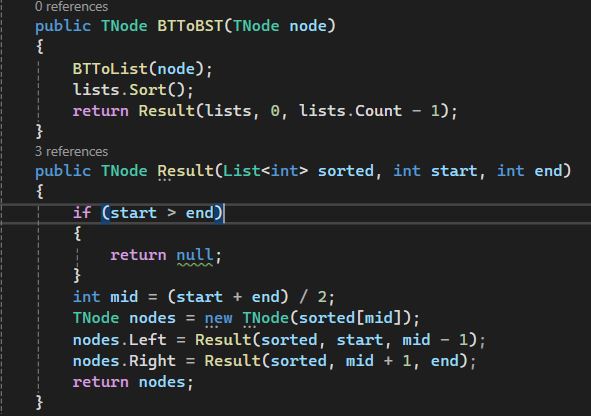 0 references
public TNode BTToBST(TNode node)
{
BTToList(node);
lists.Sort();
return Result(lists, 0, lists.Count - 1);
}
3 references
public TNode Result(List<int> sorted, int start, int end)
{
if (start > end)
{
return null;
}
int mid = (start + end) / 2;
TNode nodes = new TNode(sorted[mid]);
nodes.Left = Result(sorted, start, mid - 1);
nodes.Right = Result(sorted, mid + 1, end);
return nodes;
}